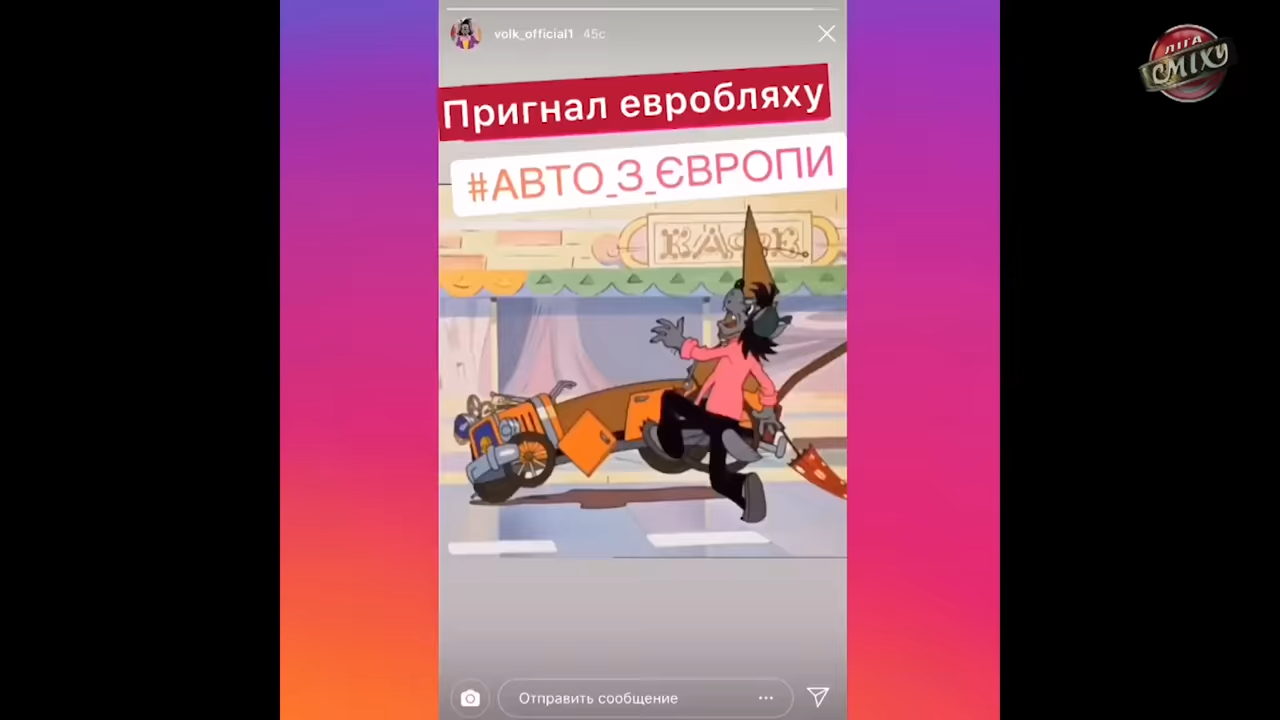 volk_official1 45с
ЛІГА
СМІХУ
Пригнал евробляху
#АВТО_З_ЄВРОПИ
КАФЕ
Отправить сообщение